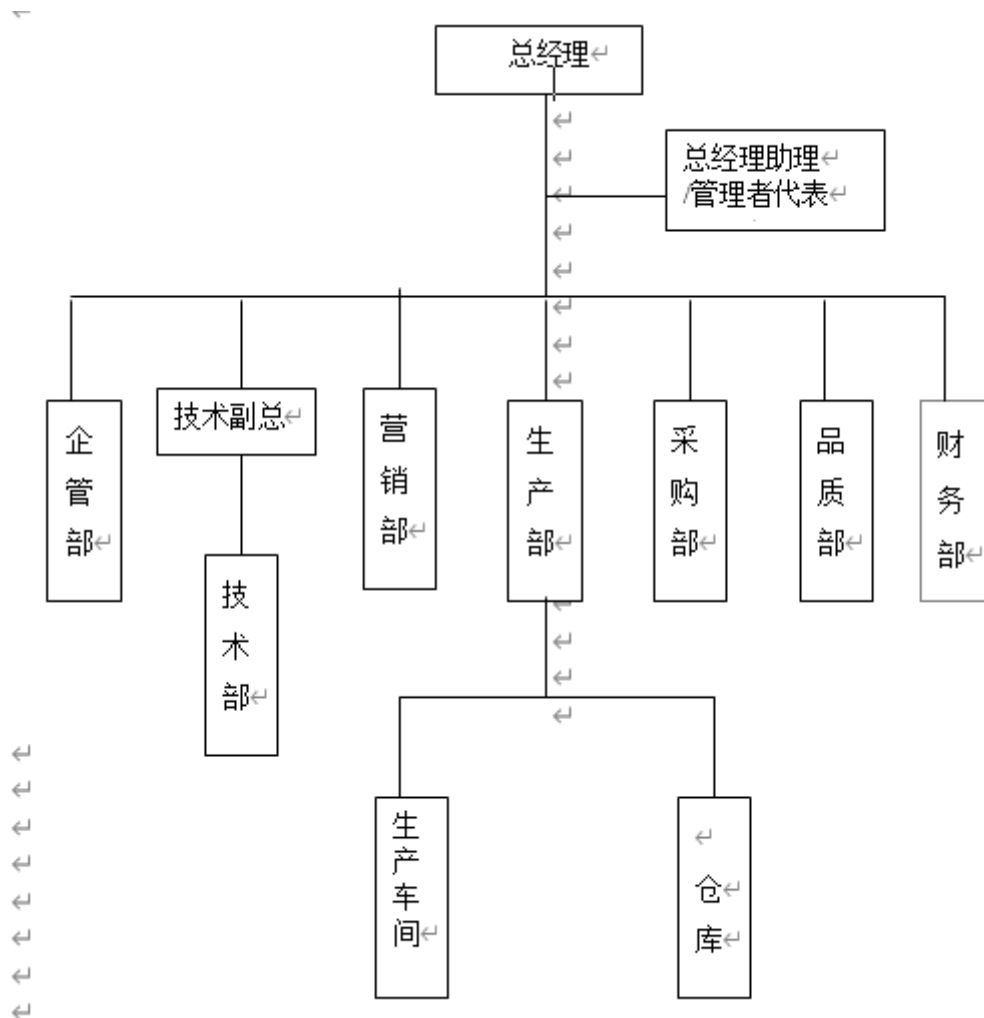 总经理
总经理助理
/管理者代表
企管部
技术副总
营销部
生产部
采购部
品质部
财务部
技术部
生产车间
仓库